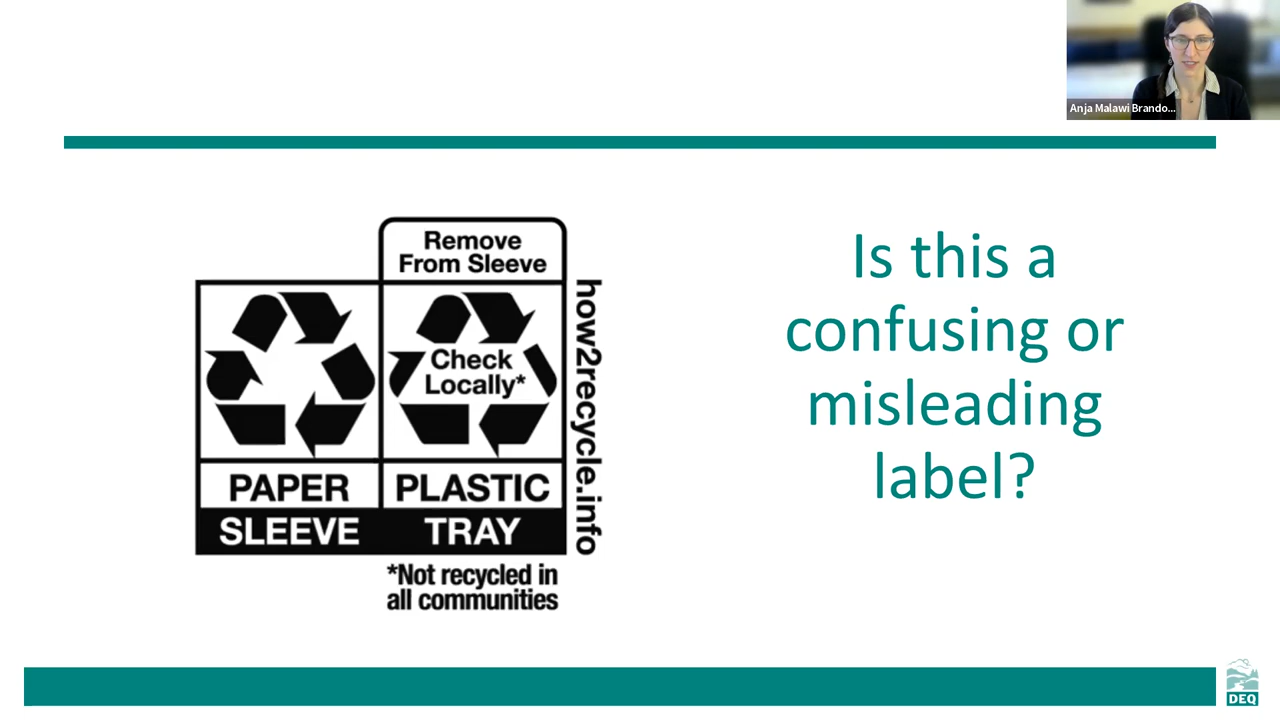 Anja Malawi Brando...
Remove
From Sleeve
Check
Locally*
PAPER
PLASTIC
SLEEVE
TRAY
how2recycle.info
*Not recycled in
all communities
Is this a
confusing or
misleading
label?
DEQ